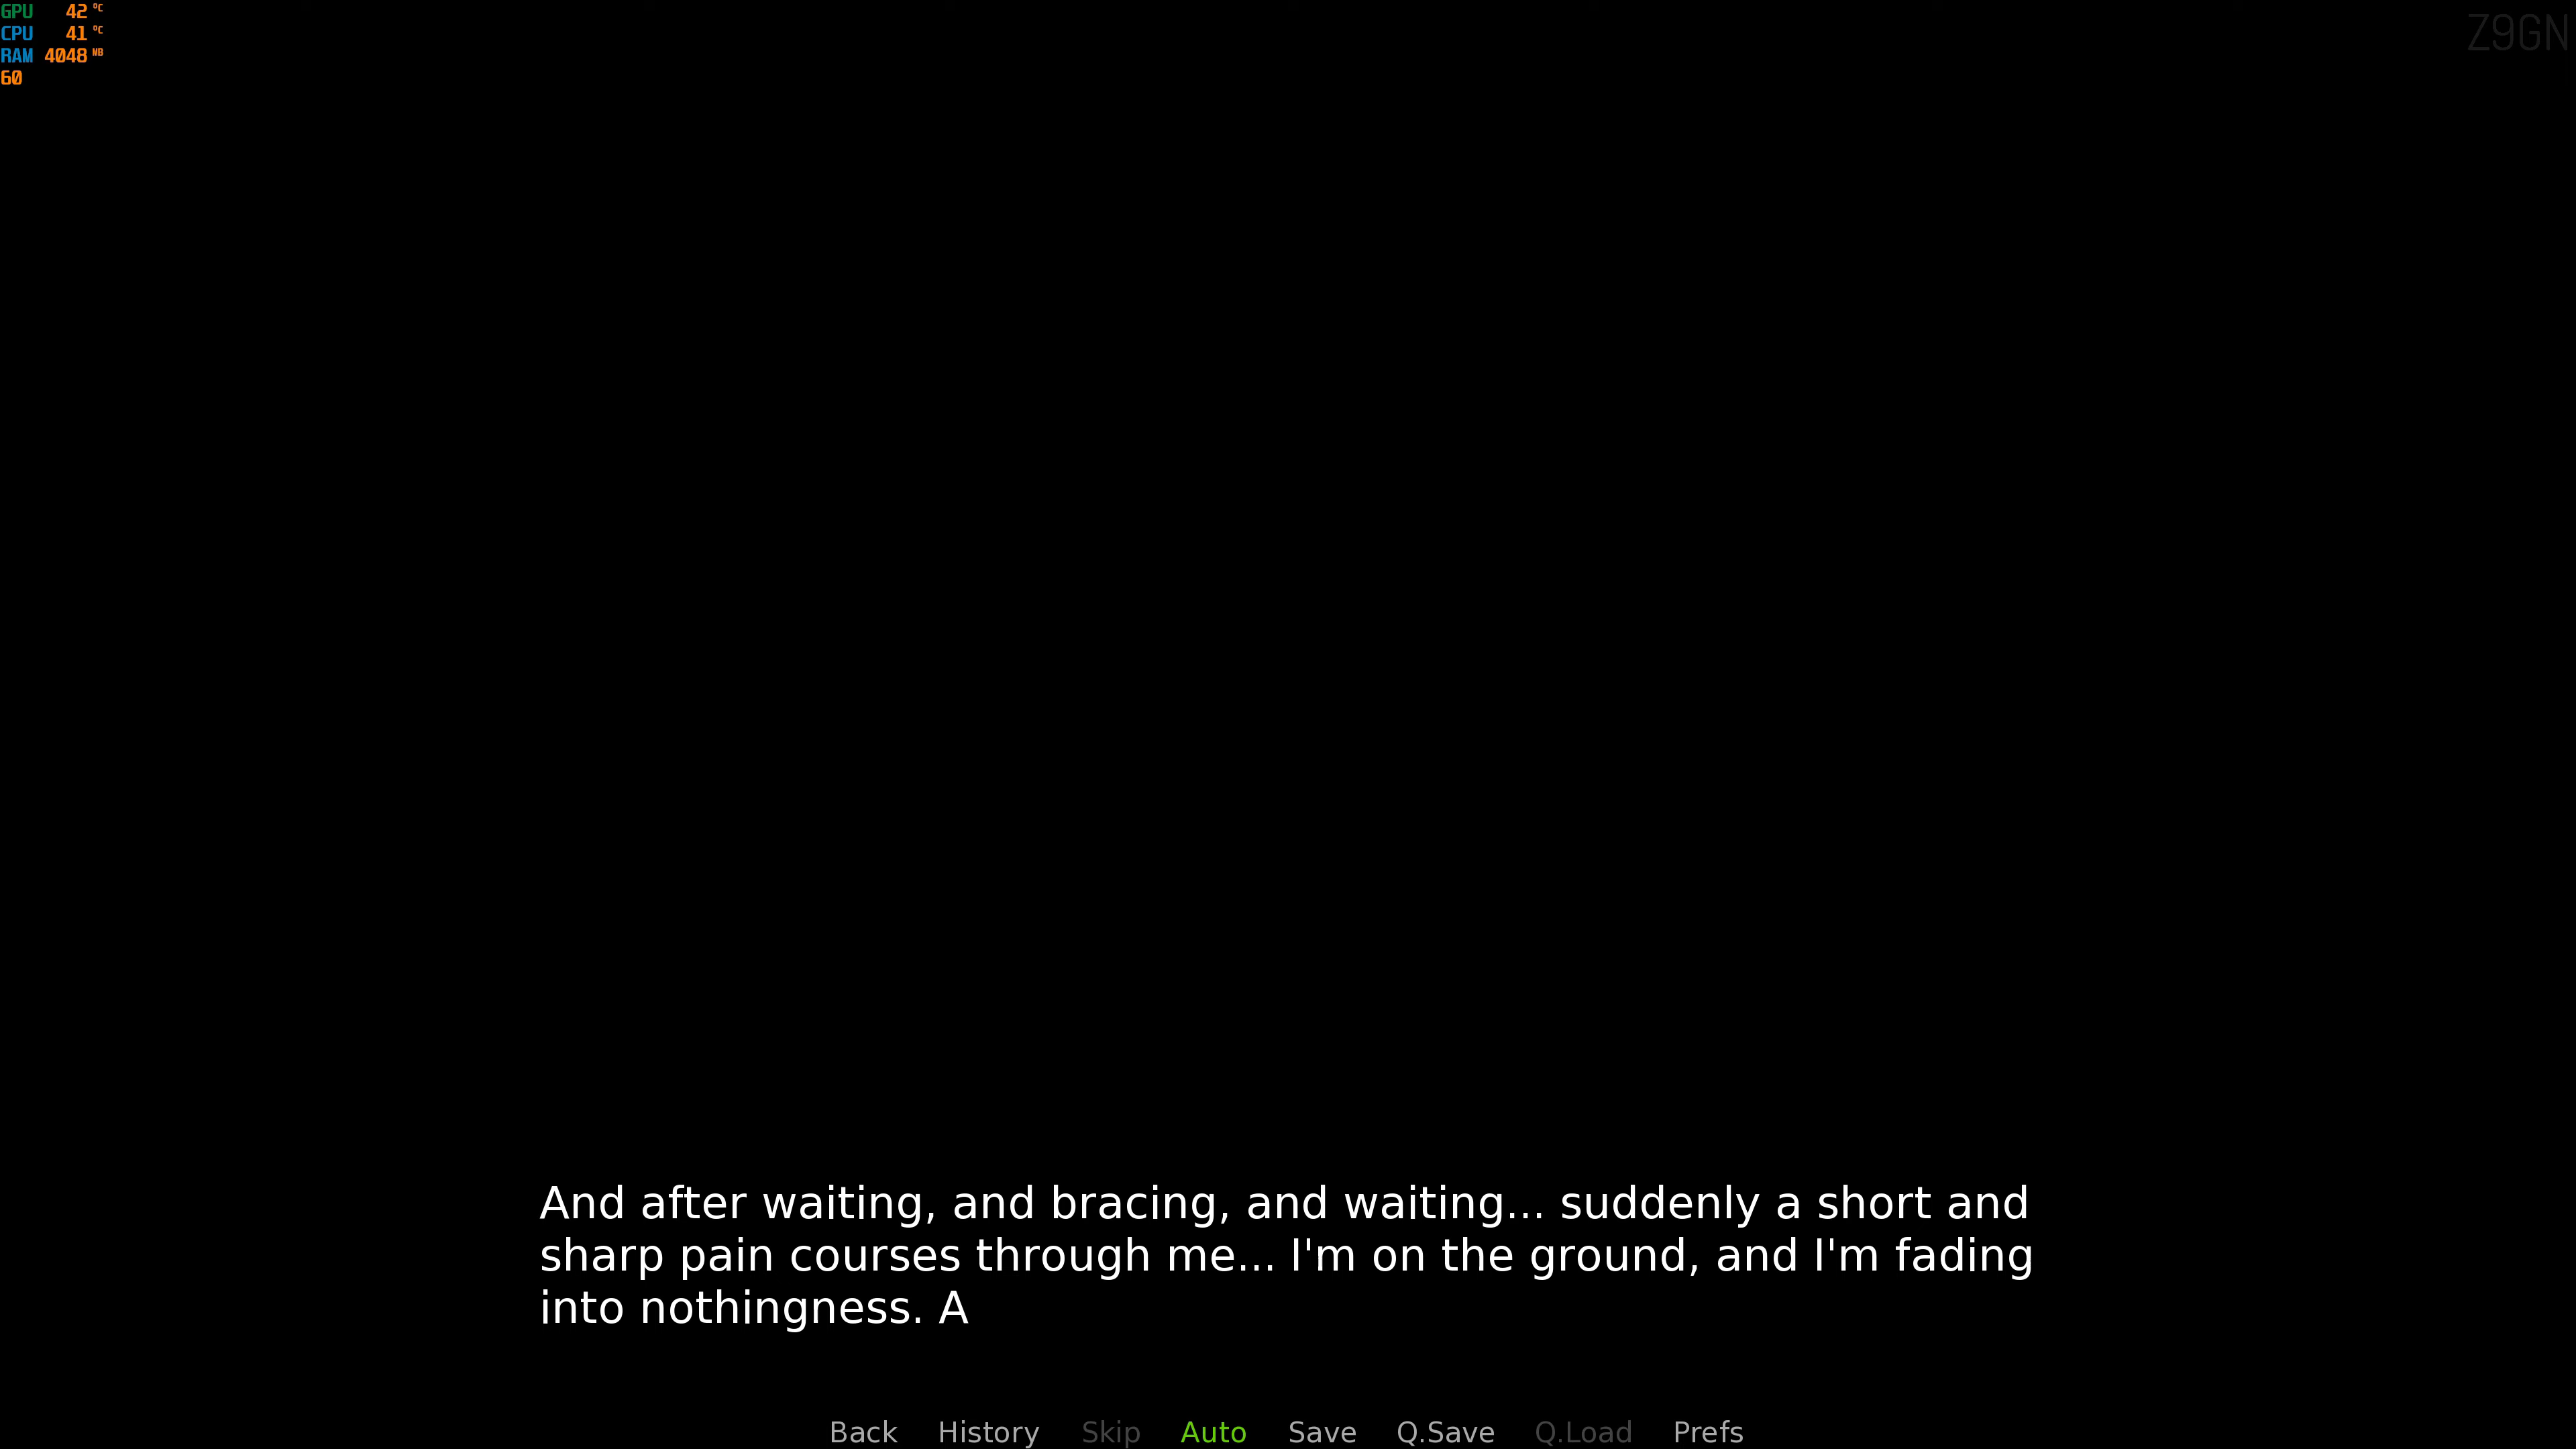 GPU 42 °C
CPU 41 °C
RAM 4048 MB
60
Z9GN
And after waiting, and bracing, and waiting... suddenly a short and
sharp pain courses through me... I'm on the ground, and I'm fading
into nothingness. A
Back History Skip Auto Save Q.Save Q.Load Prefs